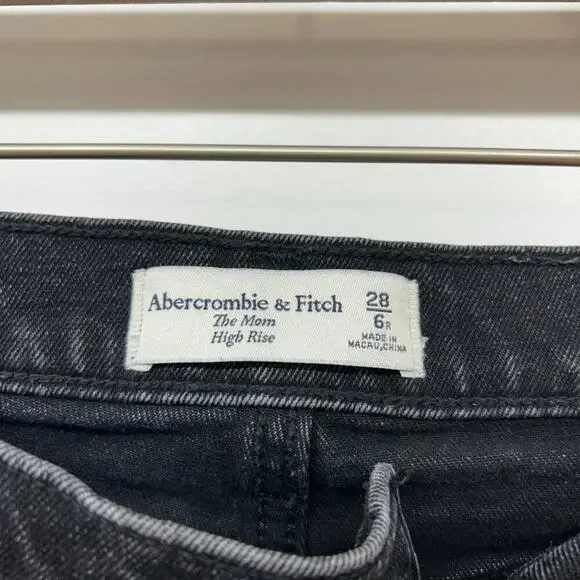 Abercrombie & Fitch
The Mom
High Rise
28
6R
MADE IN
MACAU, CHINA